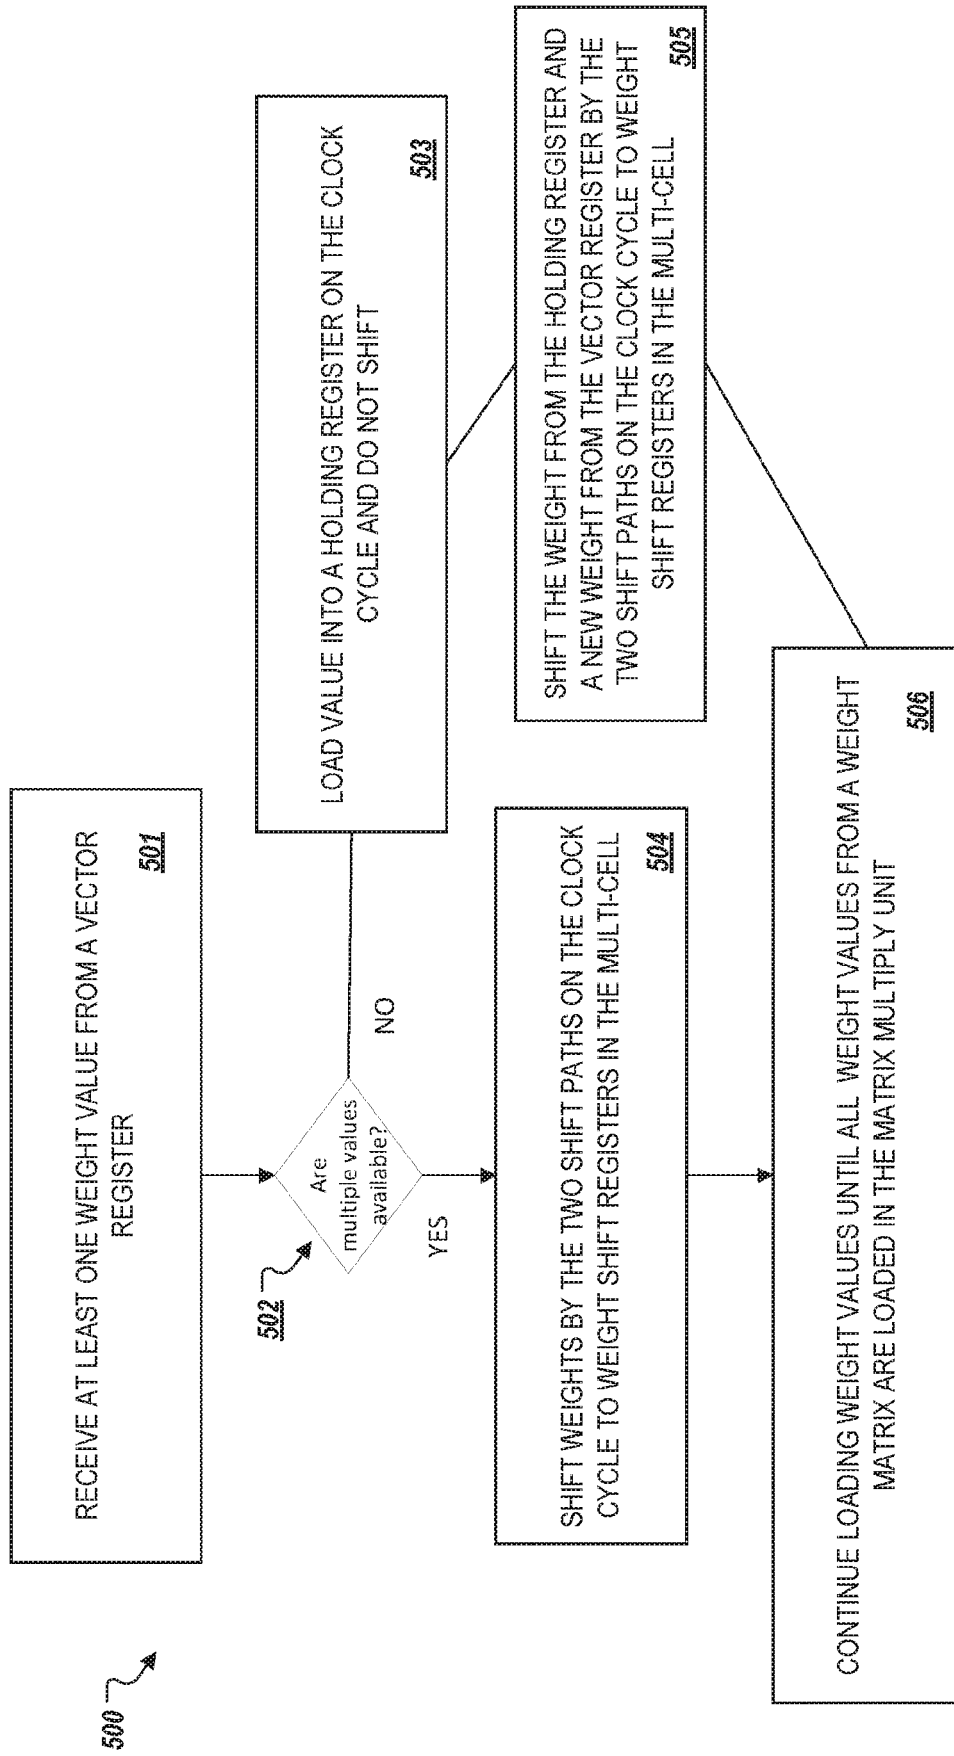 500
RECEIVE AT LEAST ONE WEIGHT VALUE FROM A VECTOR
REGISTER
501
502
Are
multiple values
available?
NO
YES
LOAD VALUE INTO A HOLDING REGISTER ON THE CLOCK
CYCLE AND DO NOT SHIFT
503
SHIFT WEIGHTS BY THE TWO SHIFT PATHS ON THE CLOCK
CYCLE TO WEIGHT SHIFT REGISTERS IN THE MULTI-CELL
504
SHIFT THE WEIGHT FROM THE HOLDING REGISTER AND
A NEW WEIGHT FROM THE VECTOR REGISTER BY THE
TWO SHIFT PATHS ON THE CLOCK CYCLE TO WEIGHT
SHIFT REGISTERS IN THE MULTI-CELL
505
CONTINUE LOADING WEIGHT VALUES UNTIL ALL WEIGHT VALUES FROM A WEIGHT
MATRIX ARE LOADED IN THE MATRIX MULTIPLY UNIT
506